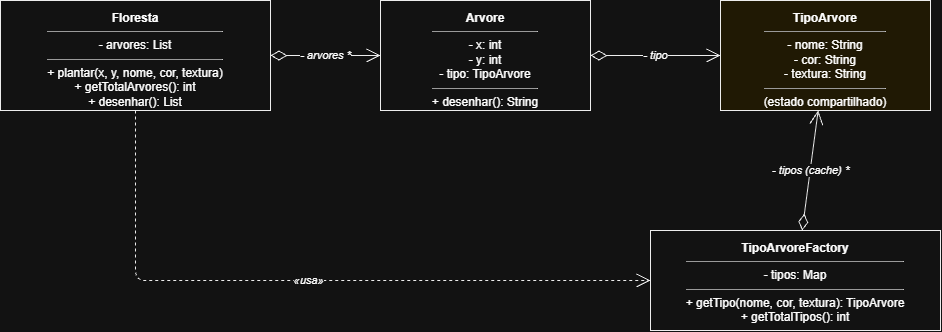 Floresta
- arvores: List
+ plantar(x, y, nome, cor, textura)
+ getTotalArvores(): int
+ desenhar(): List
- arvores *
Arvore
- x: int
- y: int
- tipo: TipoArvore
+ desenhar(): String
- tipo
TipoArvore
- nome: String
- cor: String
- textura: String
(estado compartilhado)
- tipos (cache) *
«usa»
TipoArvoreFactory
- tipos: Map
+ getTipo(nome, cor, textura): TipoArvore
+ getTotalTipos(): int